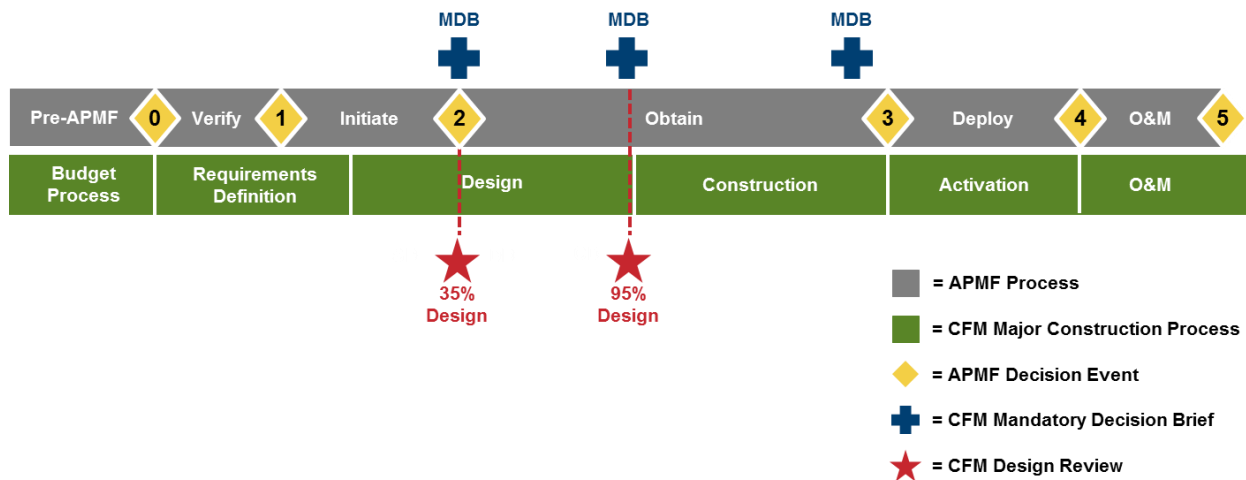 MDB
MDB
MDB
Pre-APMF
0
Verify
1
Initiate
2
Obtain
3
Deploy
4
O&M
5
Budget
Process
Requirements
Definition
Design
Construction
Activation
O&M
35%
Design
95%
Design
= APMF Process
= CFM Major Construction Process
= APMF Decision Event
= CFM Mandatory Decision Brief
= CFM Design Review